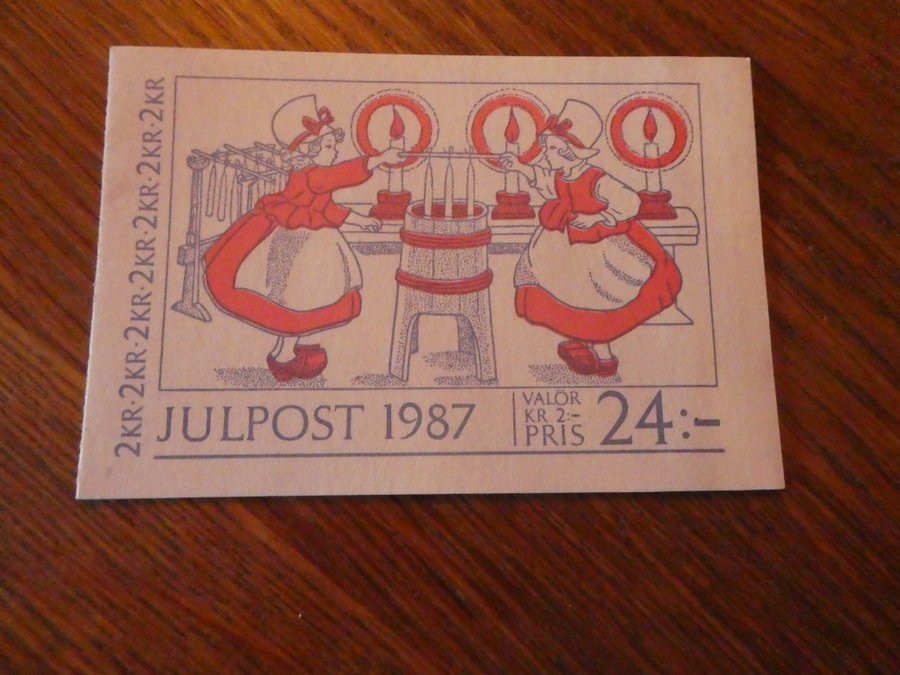 2KR·2KR·2KR·2KR·2KR·2KR
JULPOST 1987
VALÖR
KR 2:-
PRIS 24:-